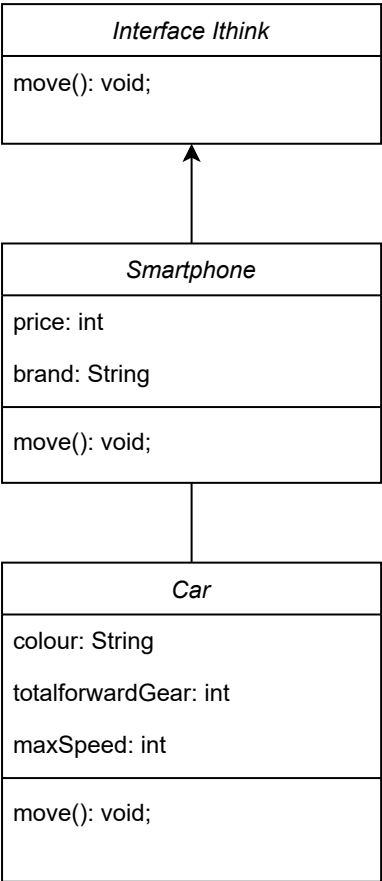 Interface Ithink
move(): void;
Smartphone
price: int
brand: String
move(): void;
Car
colour: String
totalforwardGear: int
maxSpeed: int
move(): void;